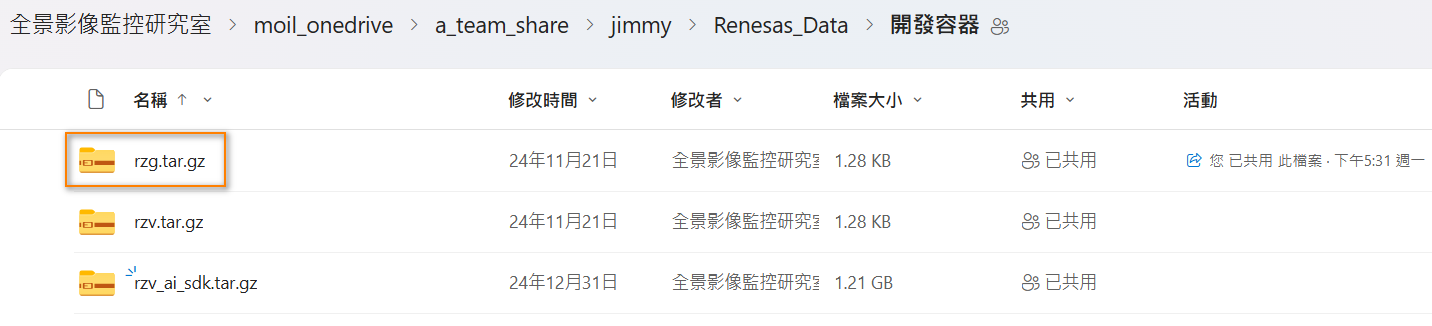 全景影像監控研究室 > moil_onedrive > a_team_share > jimmy > Renesas_Data > 開發容器
名稱 ↑ 修改時間 修改者 檔案大小 共用 活動
rzg.tar.gz 24年11月21日 全景影像監控研究室 1.28 KB 已共用 您 已共用 此檔案 · 下午5:31 週一
rzv.tar.gz 24年11月21日 全景影像監控研究室 1.28 KB 已共用
rzv_ai_sdk.tar.gz 24年12月31日 全景影像監控研究室 1.21 GB 已共用